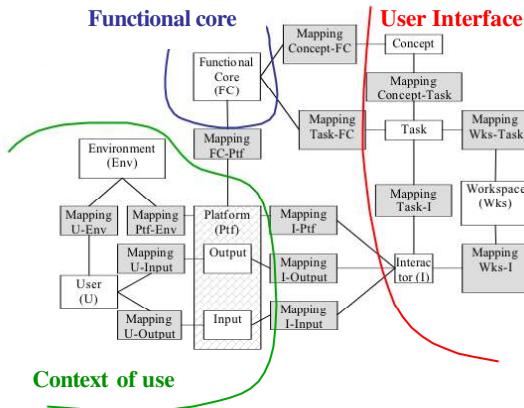 Functional core
User Interface
Mapping
Concept-FC
Concept
Functional
Core
(FC)
Mapping
Concept-Task
Mapping
Task-FC
Task
Mapping
Wks-Task
Mapping
FC-Ptf
Environment
(Env)
Mapping
U-Env
Mapping
Ptf-Env
Platform
(Ptf)
Mapping
I-Ptf
Mapping
Task-I
Workspace
(Wks)
Mapping
U-Input
Output
Mapping
I-Output
Interac
tor (I)
Mapping
Wks-I
User
(U)
Mapping
U-Output
Input
Mapping
I-Input
Context of use